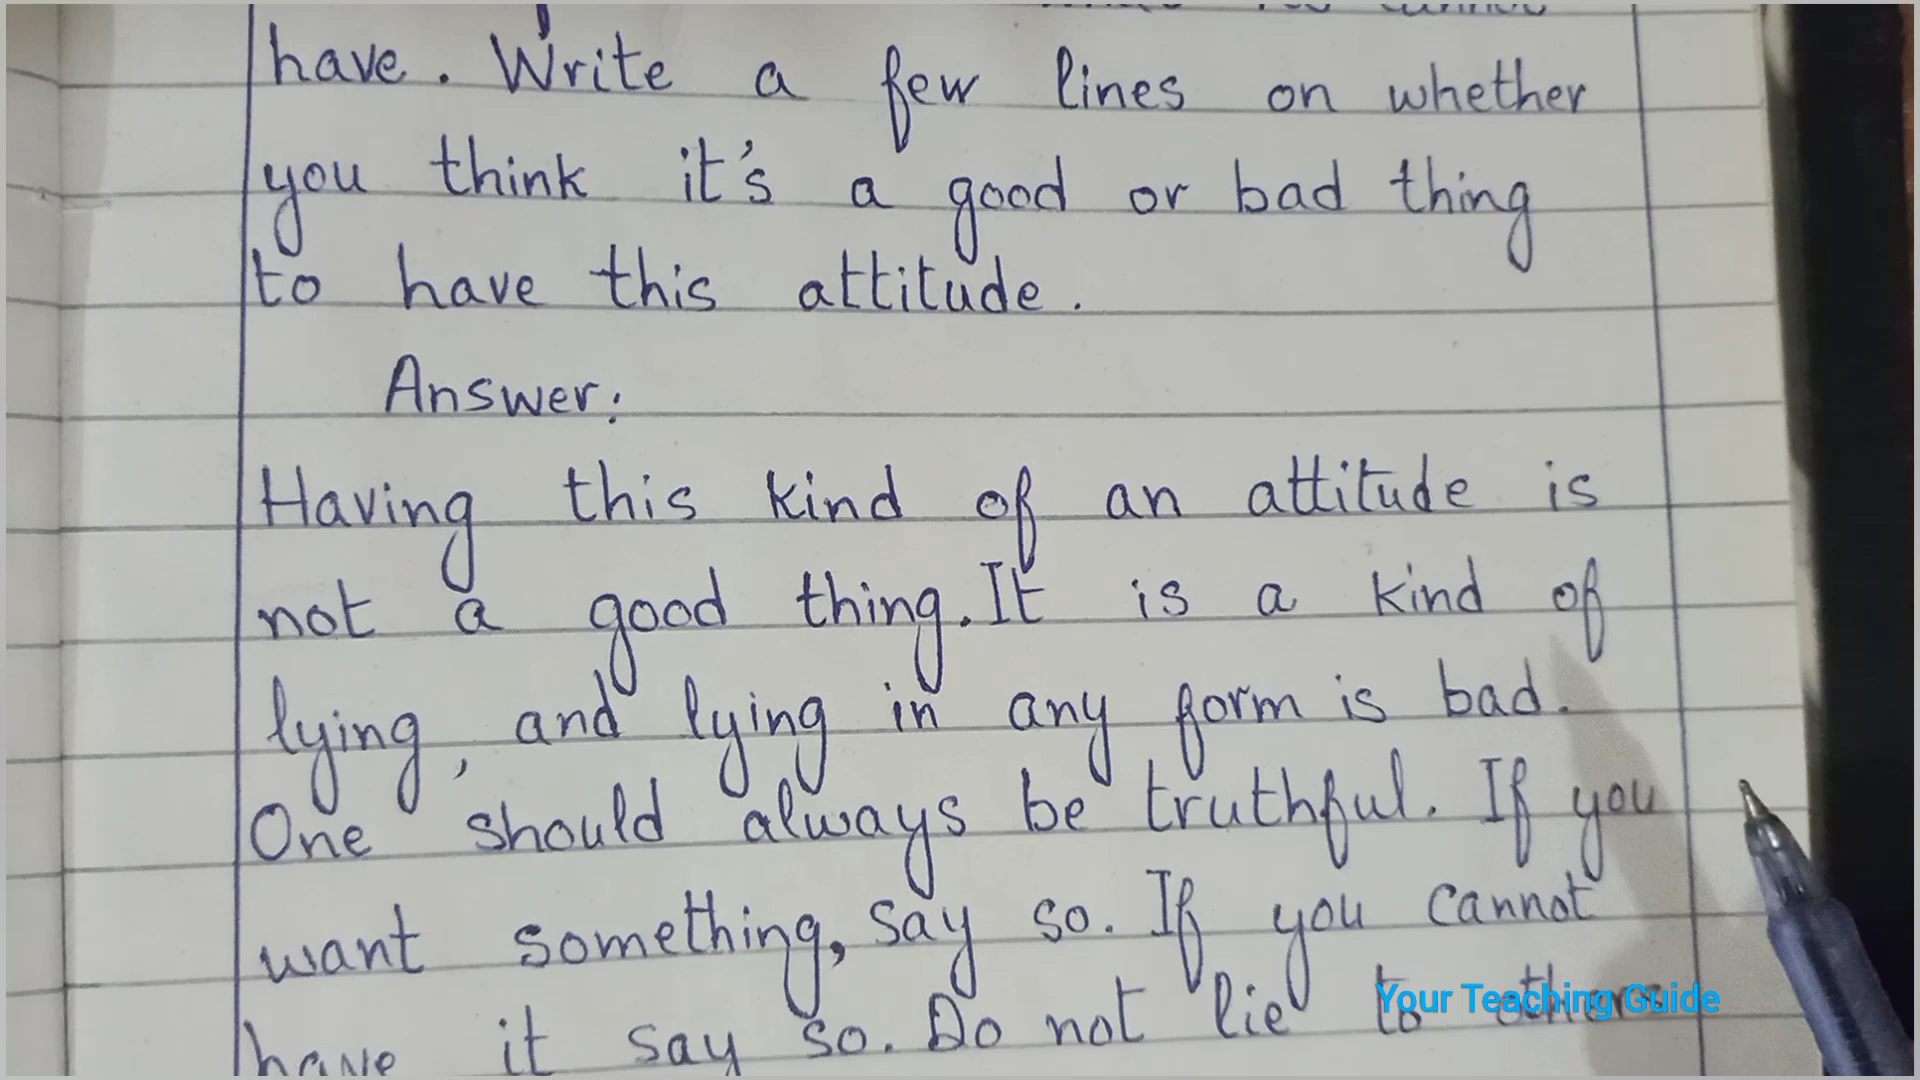 have. Write a few lines on whether
you think it's a good or bad thing
to have this attitude.
Answer:
Having this kind of an attitude is
not a good thing. It is a kind of
lying, and lying in any form is bad.
One should always be truthful. If you
want something, say so. If you cannot
have it say so. Do not lie to others
Your Teaching Guide